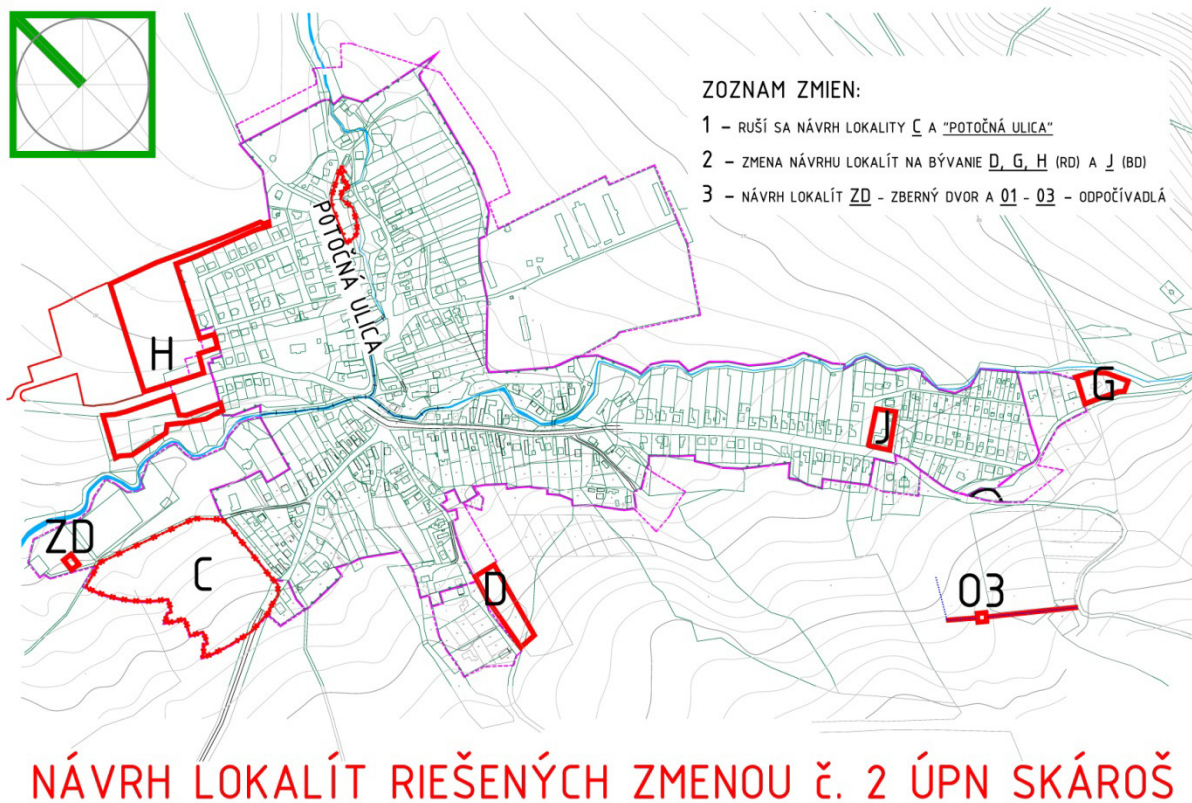 ZOZNAM ZMIEN:
1 – RUŠÍ SA NÁVRH LOKALITY C A "POTOČNÁ ULICA"
2 – ZMENA NÁVRHU LOKALÍT NA BÝVANIE D, G, H (RD) A J (BD)
3 – NÁVRH LOKALÍT ZD - ZBERNÝ DVOR A 01 - 03 – ODPOČÍVADLÁ
POTOČNÁ ULICA
H
G
J
ZD
C
D
03
NÁVRH LOKALÍT RIEŠENÝCH ZMENOU č. 2 ÚPN SKÁROŠ